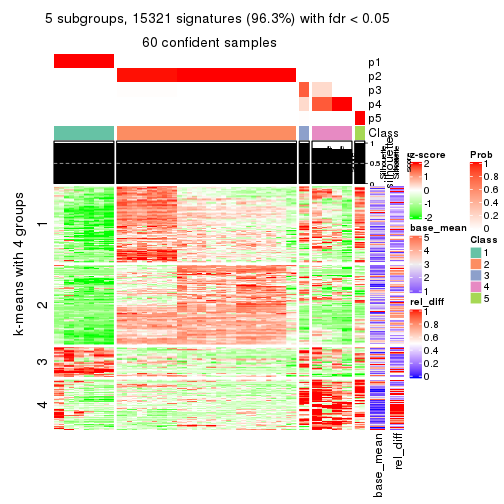 5 subgroups, 15321 signatures (96.3%) with fdr < 0.05
60 confident samples
p1
p2
p3
p4
p5
Class
1
0.5
0
silhouette
k-means with 4 groups
1
2
3
4
base_mean
rel_diff
z-score
2
1
0
-1
-2
base_mean
5
4
3
2
1
rel_diff
1
0.8
0.6
0.4
0.2
0
Prob
1
0.8
0.6
0.4
0.2
0
Class
1
2
3
4
5